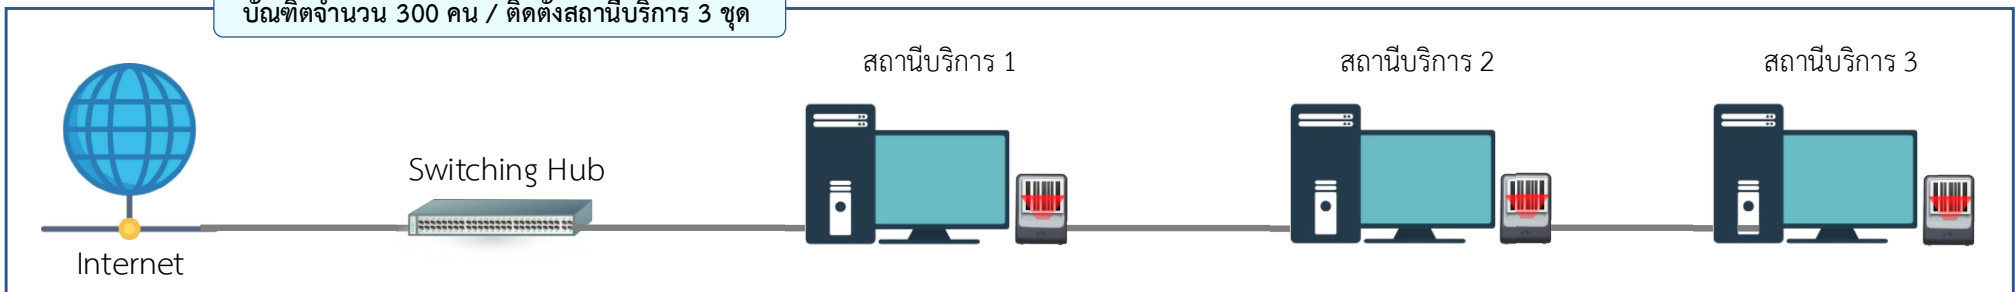 บัณฑิตจำนวน 300 คน / ติดตั้งสถานีบริการ 3 ชุด
สถานีบริการ 1
สถานีบริการ 2
สถานีบริการ 3
Switching Hub
Internet